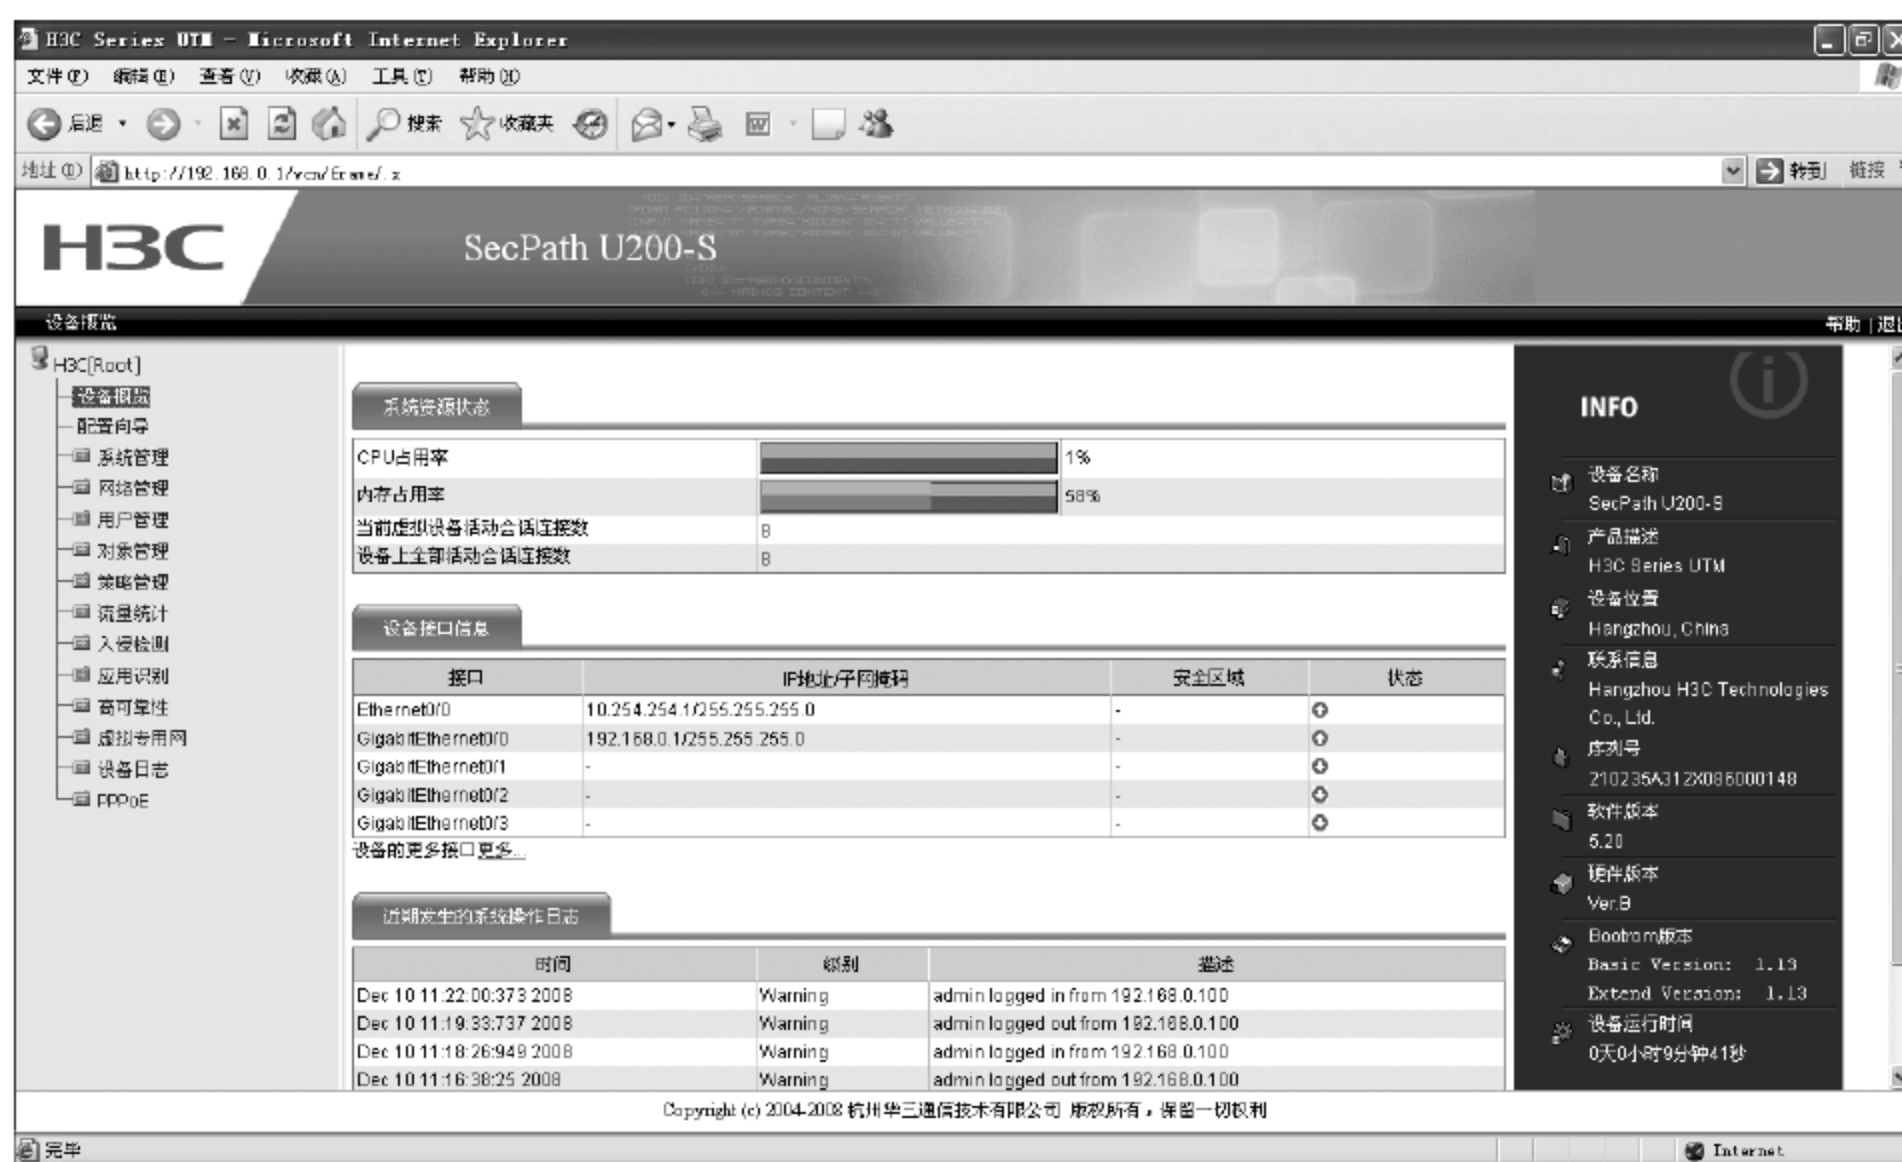 H3C Series UTM - Microsoft Internet Explorer
文件(F) 编辑(E) 查看(V) 收藏(A) 工具(T) 帮助(H)
后退 搜索 收藏夹
地址(D) http://192.168.0.1/wcn/frame/.x 转到 链接
H3C SecPath U200-S
设备概览 帮助 | 退出
H3C[Root]
设备概览
配置向导
系统管理
网络管理
用户管理
对象管理
策略管理
流量统计
入侵检测
应用识别
高可靠性
虚拟专用网
设备日志
PPPoE
系统资源状态
CPU占用率 1%
内存占用率 58%
当前虚拟设备活动会话连接数 8
设备上全部活动会话连接数 8
设备接口信息
接口 IP地址/子网掩码 安全区域 状态
Ethernet0/0 10.254.254.1/255.255.255.0 -
GigabitEthernet0/0 192.168.0.1/255.255.255.0 -
GigabitEthernet0/1 - -
GigabitEthernet0/2 - -
GigabitEthernet0/3 - -
设备的更多接口更多...
近期发生的系统操作日志
时间 级别 描述
Dec 10 11:22:00:373 2008 Warning admin logged in from 192.168.0.100
Dec 10 11:19:33:737 2008 Warning admin logged out from 192.168.0.100
Dec 10 11:18:26:949 2008 Warning admin logged in from 192.168.0.100
Dec 10 11:16:38:25 2008 Warning admin logged out from 192.168.0.100
INFO
设备名称
SecPath U200-S
产品描述
H3C Series UTM
设备位置
Hangzhou, China
联系信息
Hangzhou H3C Technologies
Co., Ltd.
序列号
210235A312X086000148
软件版本
5.20
硬件版本
Ver.B
Bootrom版本
Basic Version: 1.13
Extend Version: 1.13
设备运行时间
0天0小时9分钟41秒
Copyright (c) 2004-2008 杭州华三通信技术有限公司 版权所有，保留一切权利
完毕 Internet